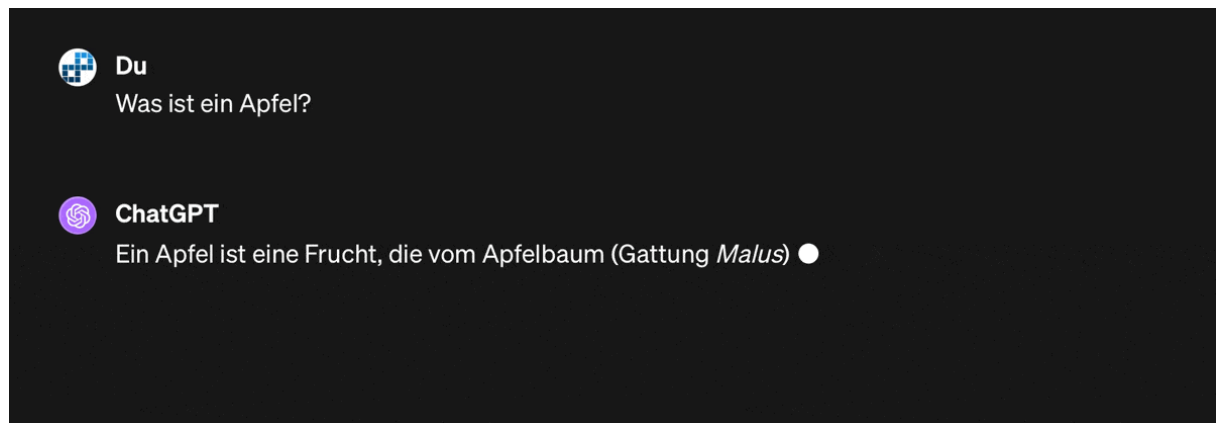 Du
Was ist ein Apfel?
ChatGPT
Ein Apfel ist eine Frucht, die vom Apfelbaum (Gattung Malus)